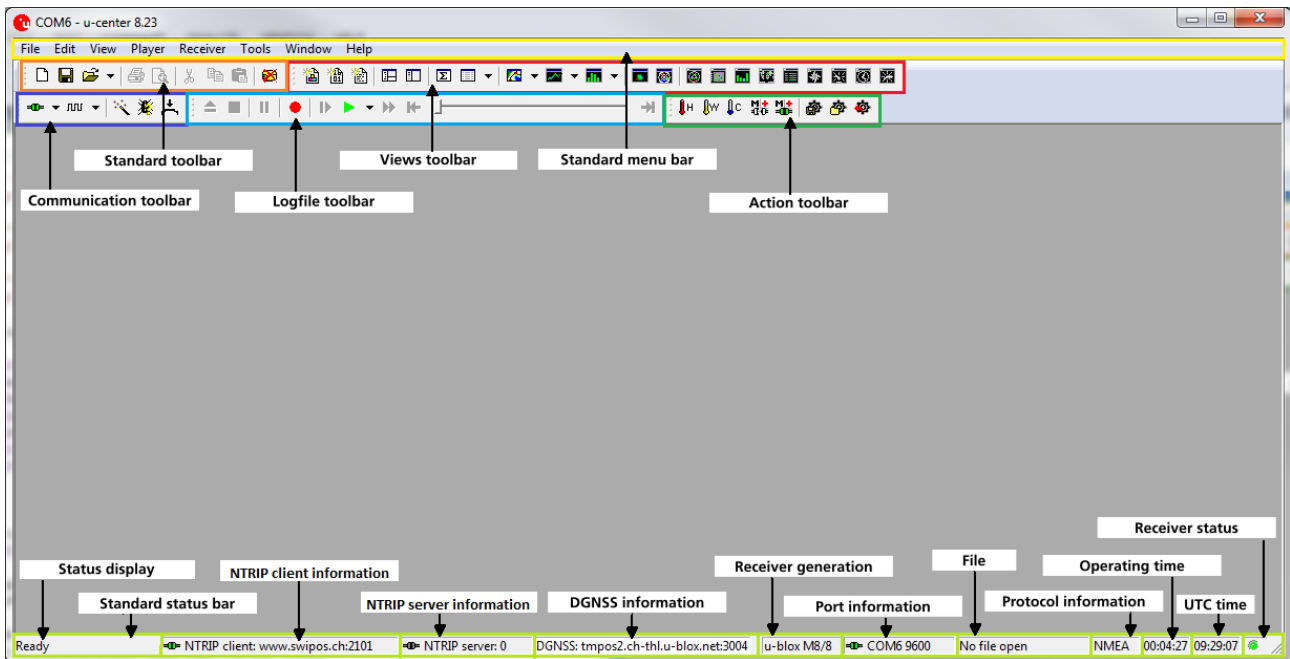 COM6 - u-center 8.23
File Edit View Player Receiver Tools Window Help
H W C M M
Standard toolbar
Views toolbar
Standard menu bar
Communication toolbar
Logfile toolbar
Action toolbar
Receiver status
Status display
NTRIP client information
Receiver generation
File
Operating time
Standard status bar
NTRIP server information
DGNSS information
Port information
Protocol information
UTC time
Ready
NTRIP client: www.swipos.ch:2101
NTRIP server: 0
DGNSS: tmpos2.ch-thl.u-blox.net:3004
u-blox M8/8
COM6 9600
No file open
NMEA
00:04:27
09:29:07